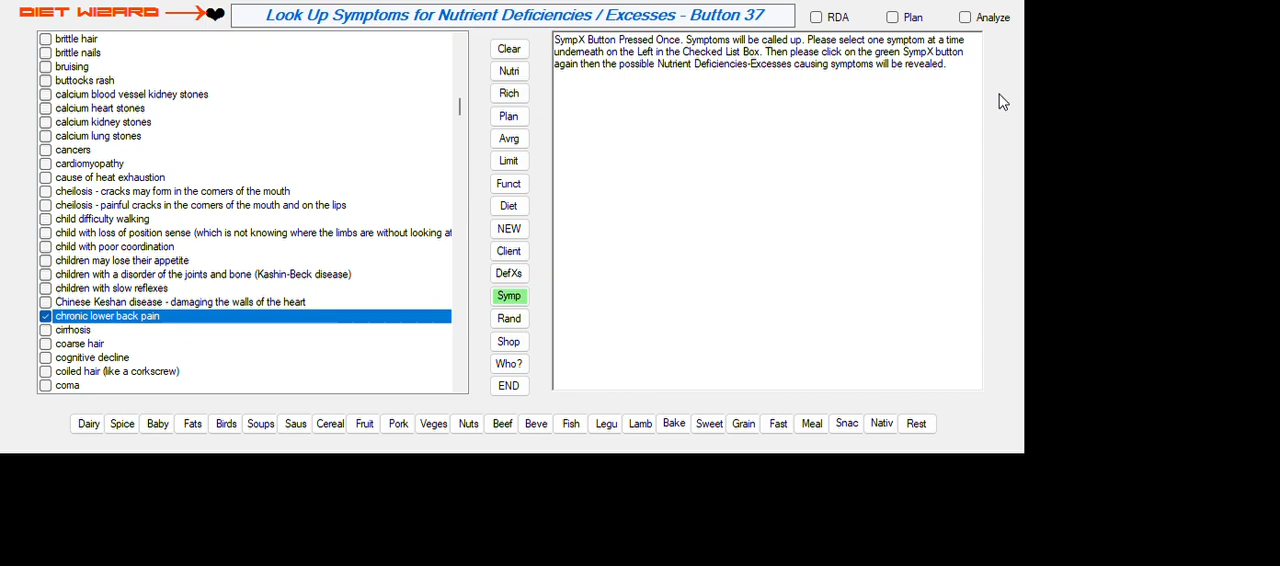 DIET WIZARD
Look Up Symptoms for Nutrient Deficiencies / Excesses - Button 37
RDA
Plan
Analyze
brittle hair
brittle nails
bruising
buttocks rash
calcium blood vessel kidney stones
calcium heart stones
calcium kidney stones
calcium lung stones
cancers
cardiomyopathy
cause of heat exhaustion
cheilosis - cracks may form in the corners of the mouth
cheilosis - painful cracks in the corners of the mouth and on the lips
child difficulty walking
child with loss of position sense (which is not knowing where the limbs are without looking at
child with poor coordination
children may lose their appetite
children with a disorder of the joints and bone (Kashin-Beck disease)
children with slow reflexes
Chinese Keshan disease - damaging the walls of the heart
chronic lower back pain
cirrhosis
coarse hair
cognitive decline
coiled hair (like a corkscrew)
coma
Clear
Nutri
Rich
Plan
Avrg
Limit
Funct
Diet
NEW
Client
DefXs
Symp
Rand
Shop
Who?
END
SympX Button Pressed Once. Symptoms will be called up. Please select one symptom at a time
underneath on the Left in the Checked List Box. Then please click on the green SympX button
again then the possible Nutrient Deficiencies-Excesses causing symptoms will be revealed.
Dairy Spice Baby Fats Birds Soups Saus Cereal Fruit Pork Veges Nuts Beef Beve Fish Legu Lamb Bake Sweet Grain Fast Meal Snac Nativ Rest